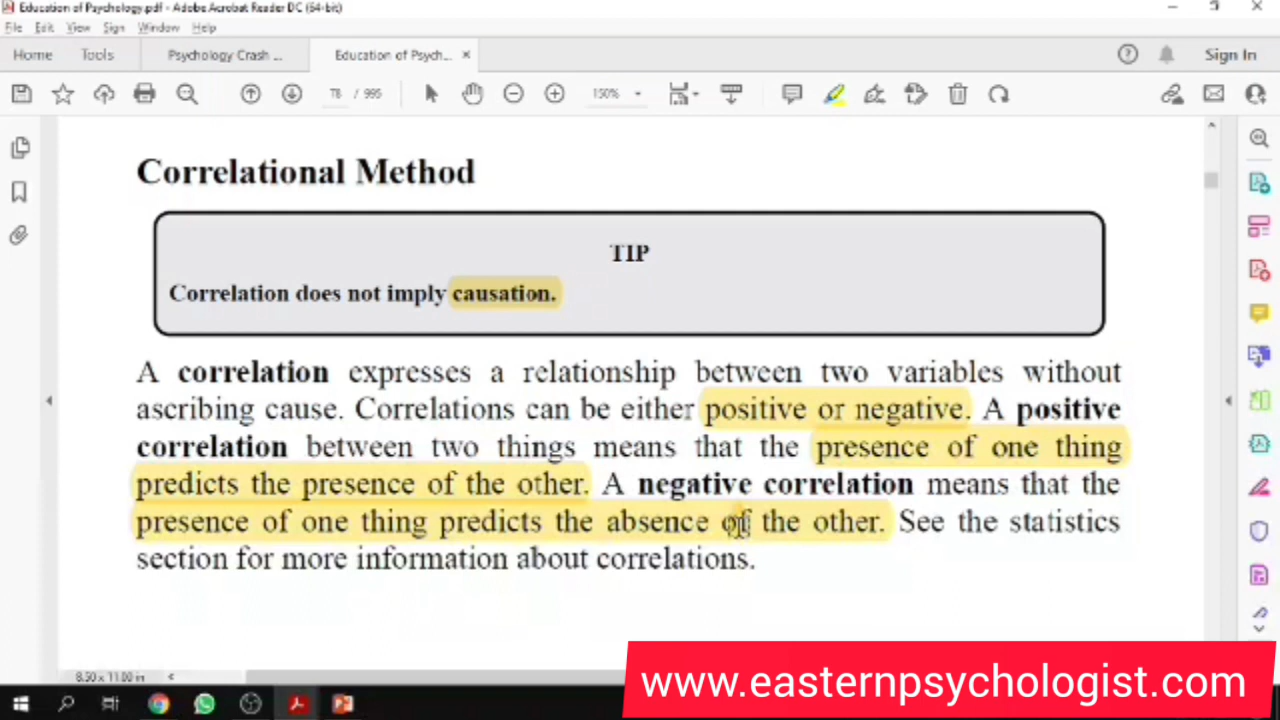 Education of Psychology.pdf - Adobe Acrobat Reader DC (64-bit)
File Edit View Sign Window Help
Home Tools Psychology Crash ... Education of Psych... × Sign In
78 / 995 150%
Correlational Method
TIP
Correlation does not imply causation.
A correlation expresses a relationship between two variables without
ascribing cause. Correlations can be either positive or negative. A positive
correlation between two things means that the presence of one thing
predicts the presence of the other. A negative correlation means that the
presence of one thing predicts the absence of the other. See the statistics
section for more information about correlations.
8.50 x 11.00 in
www.easternpsychologist.com